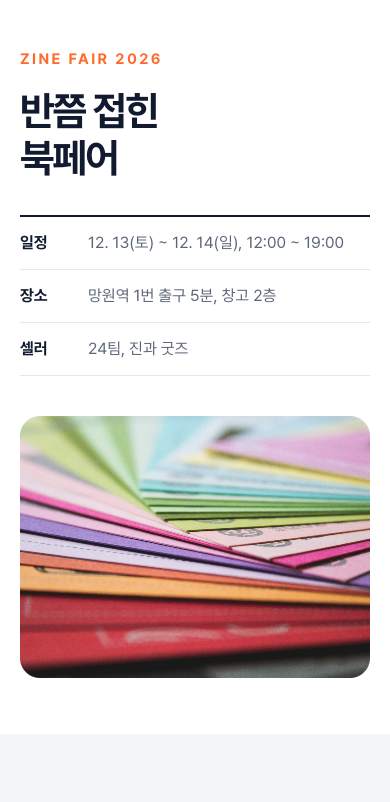 ZINE FAIR 2026
반쯤 접힌
북페어
일정 12. 13(토) ~ 12. 14(일), 12:00 ~ 19:00
장소 망원역 1번 출구 5분, 창고 2층
셀러 24팀, 진과 굿즈